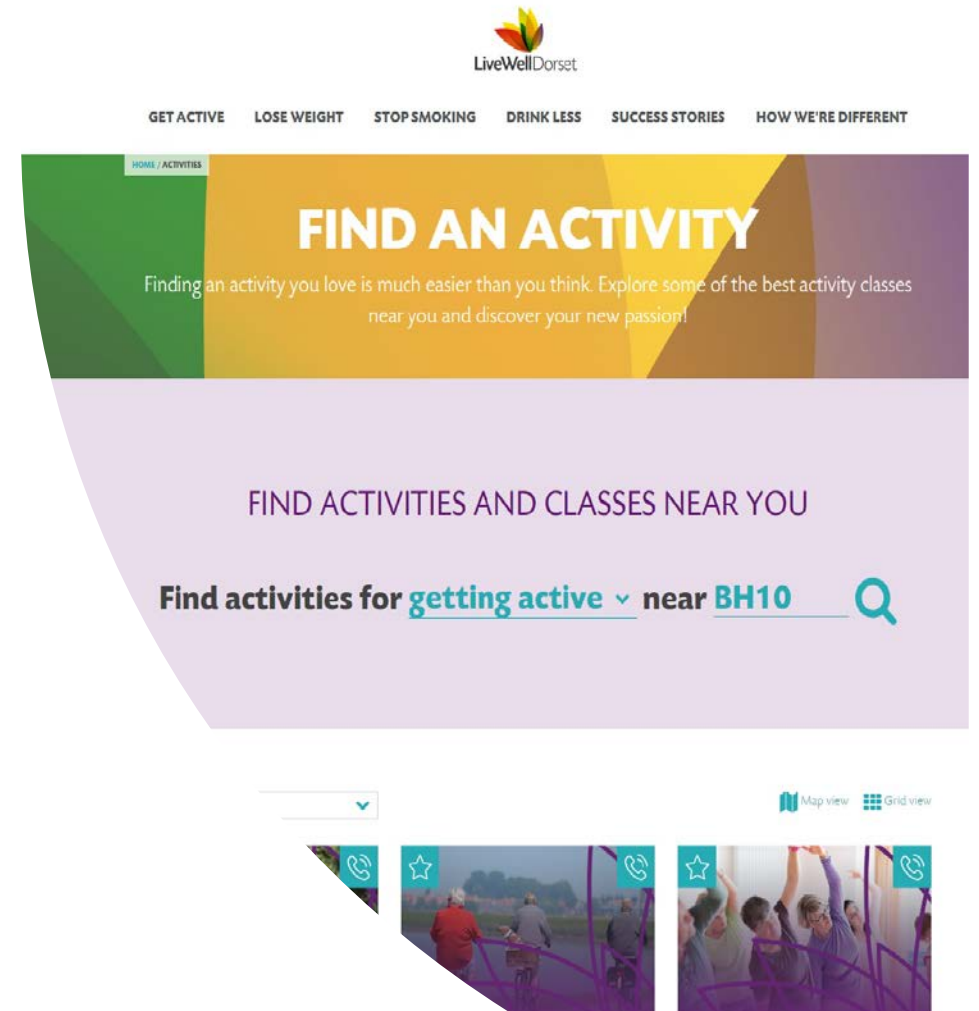 LiveWellDorset
GET ACTIVE LOSE WEIGHT STOP SMOKING DRINK LESS SUCCESS STORIES HOW WE'RE DIFFERENT
HOME / ACTIVITIES
FIND AN ACTIVITY
Finding an activity you love is much easier than you think. Explore some of the best activity classes
near you and discover your new passion!
FIND ACTIVITIES AND CLASSES NEAR YOU
Find activities for getting active near BH10
Map view Grid view